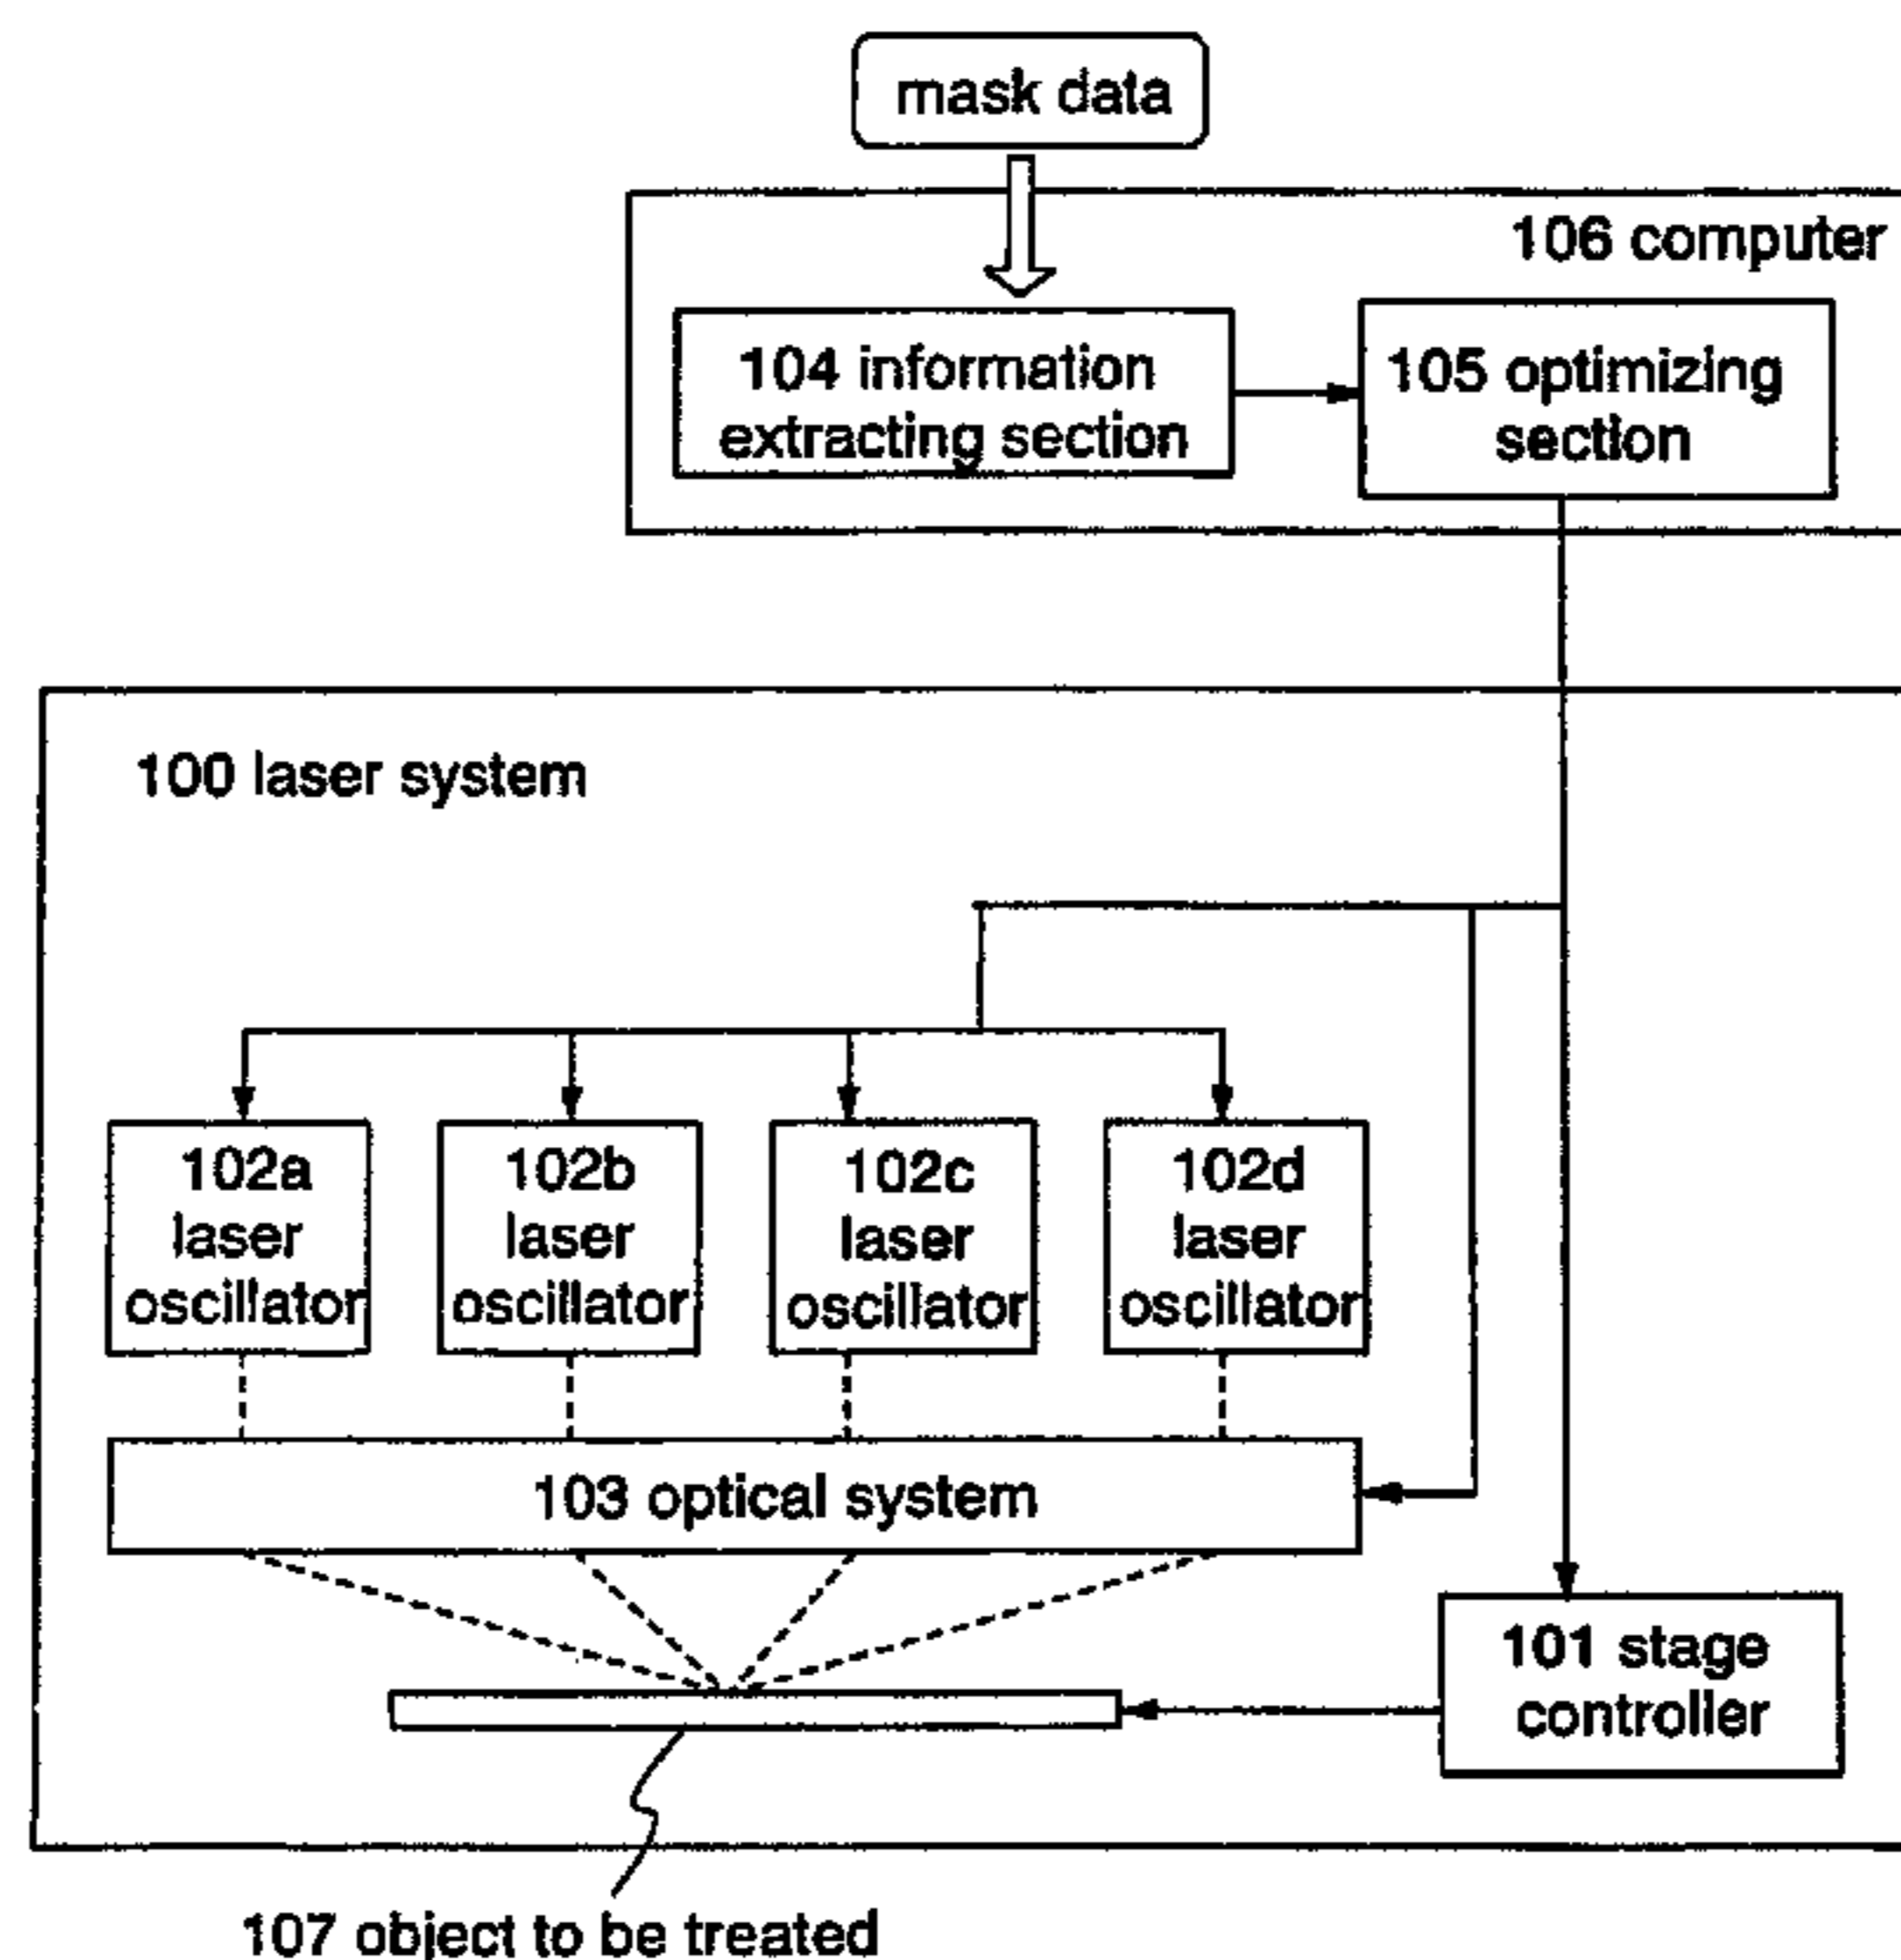 mask data
106 computer
104 information
extracting section
105 optimizing
section
100 laser system
102a
laser
oscillator
102b
laser
oscillator
102c
laser
oscillator
102d
laser
oscillator
103 optical system
101 stage
controller
107 object to be treated